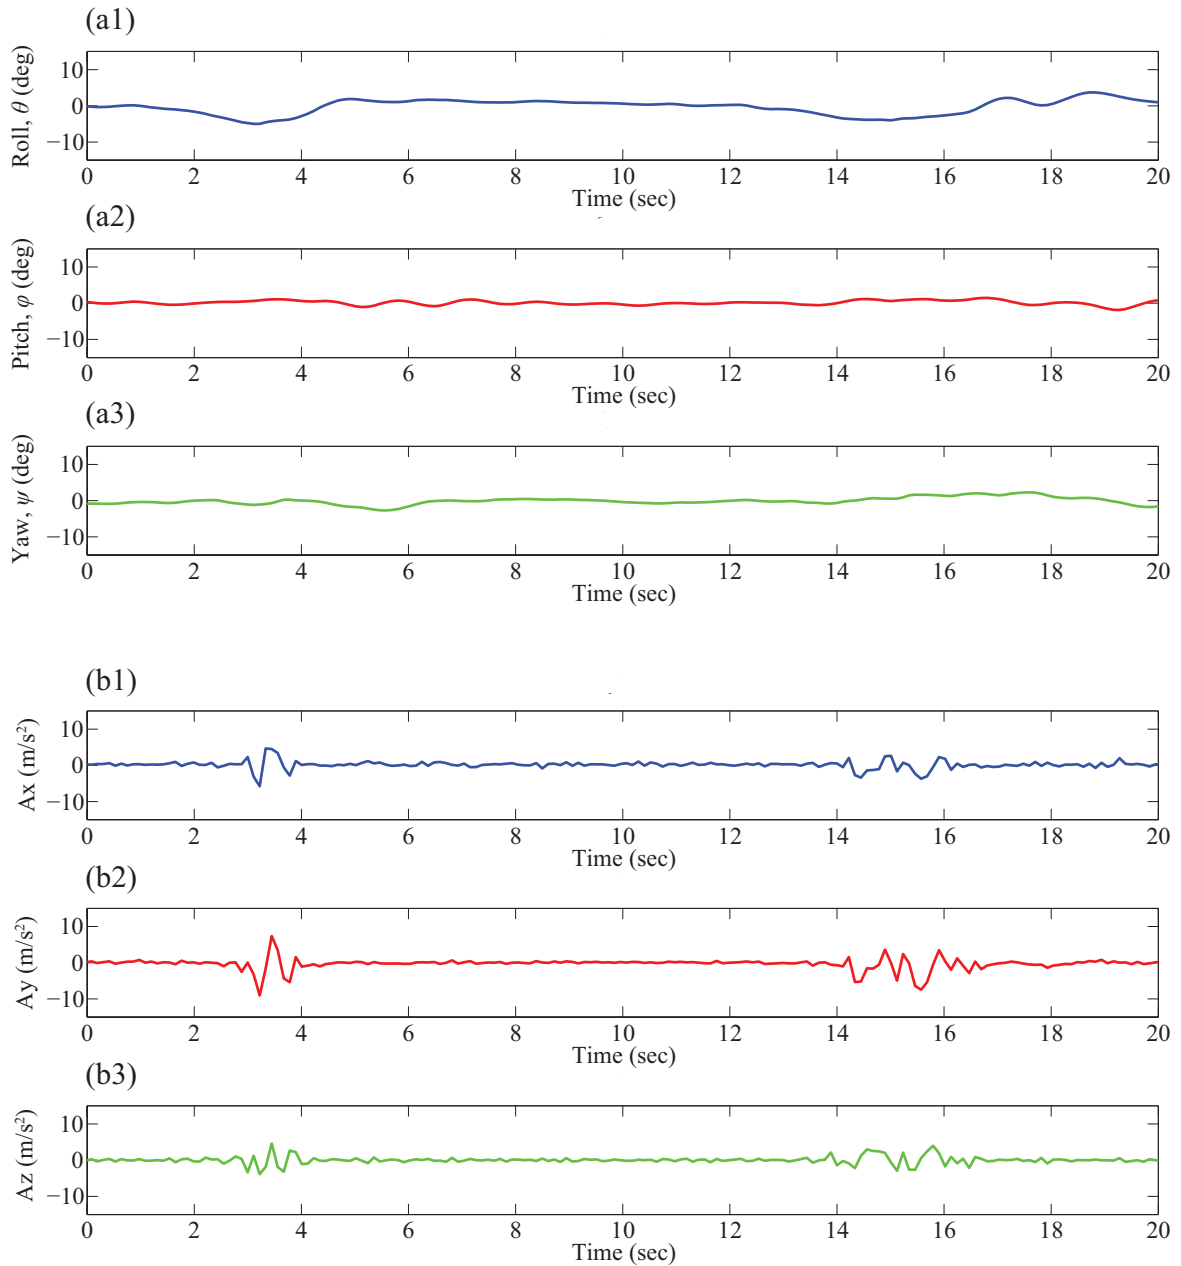 (a1)
Roll, θ (deg)
10
0
−10
0 2 4 6 8 10 12 14 16 18 20
Time (sec)
(a2)
Pitch, φ (deg)
10
0
−10
0 2 4 6 8 10 12 14 16 18 20
Time (sec)
(a3)
Yaw, ψ (deg)
10
0
−10
0 2 4 6 8 10 12 14 16 18 20
Time (sec)
(b1)
Ax (m/s²)
10
0
−10
0 2 4 6 8 10 12 14 16 18 20
Time (sec)
(b2)
Ay (m/s²)
10
0
−10
0 2 4 6 8 10 12 14 16 18 20
Time (sec)
(b3)
Az (m/s²)
10
0
−10
0 2 4 6 8 10 12 14 16 18 20
Time (sec)